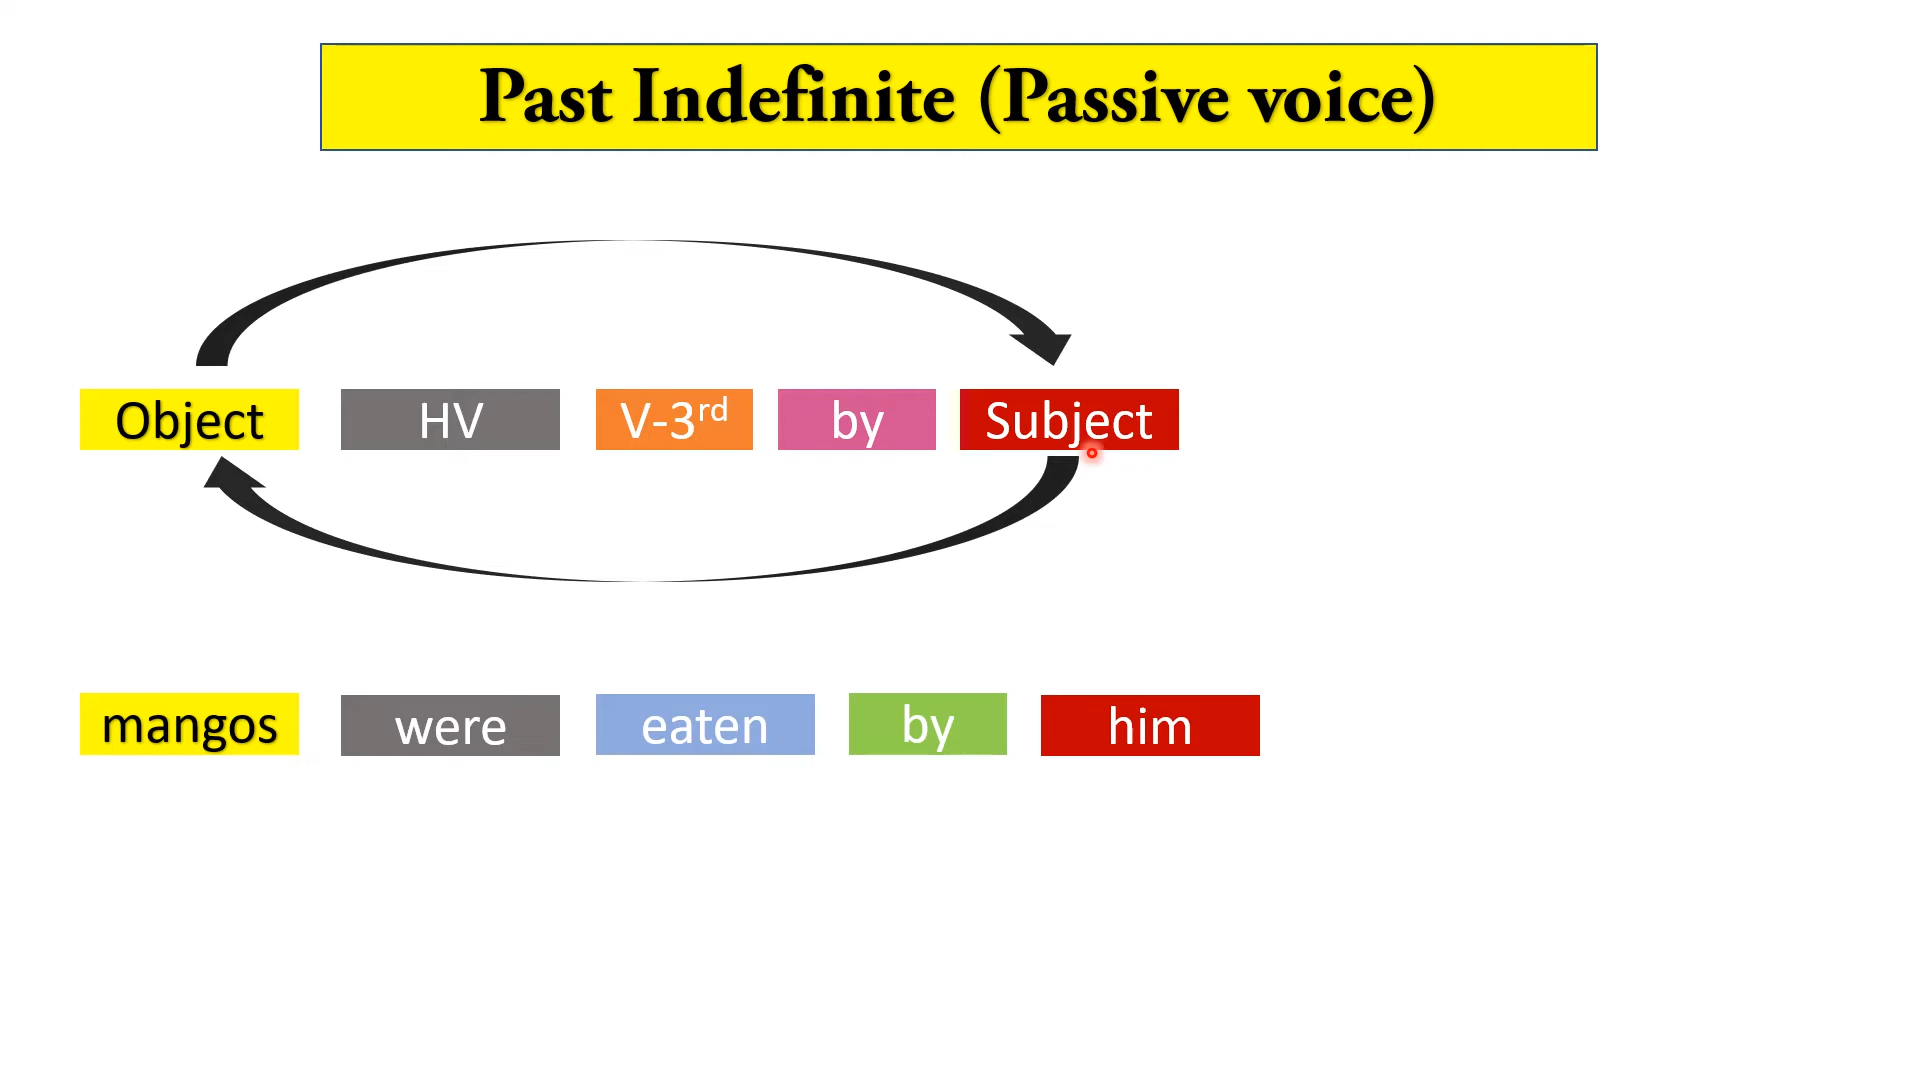 Past Indefinite (Passive voice)
Object HV V-3rd by Subject
mangos were eaten by him